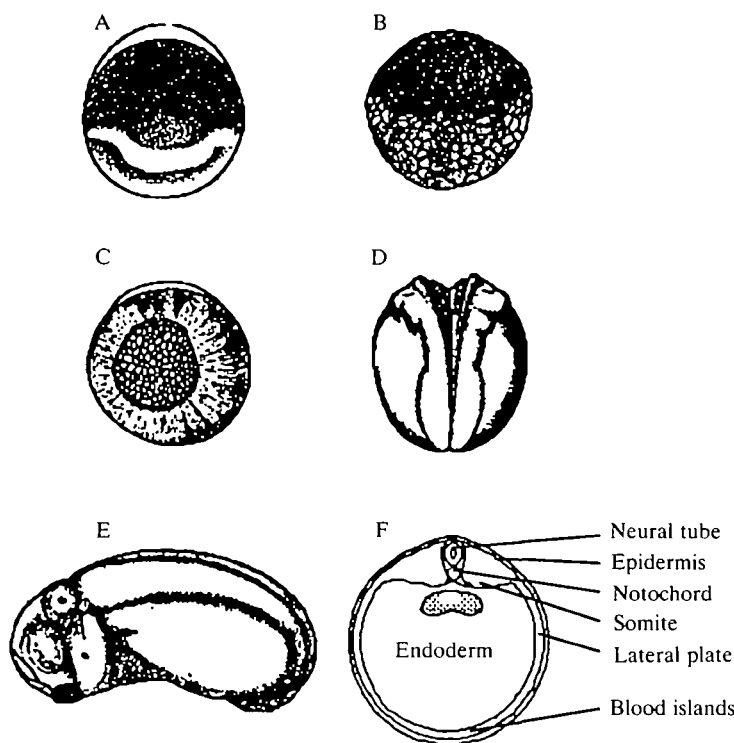 A
B
C
D
E
F
Neural tube
Epidermis
Notochord
Somite
Lateral plate
Endoderm
Blood islands